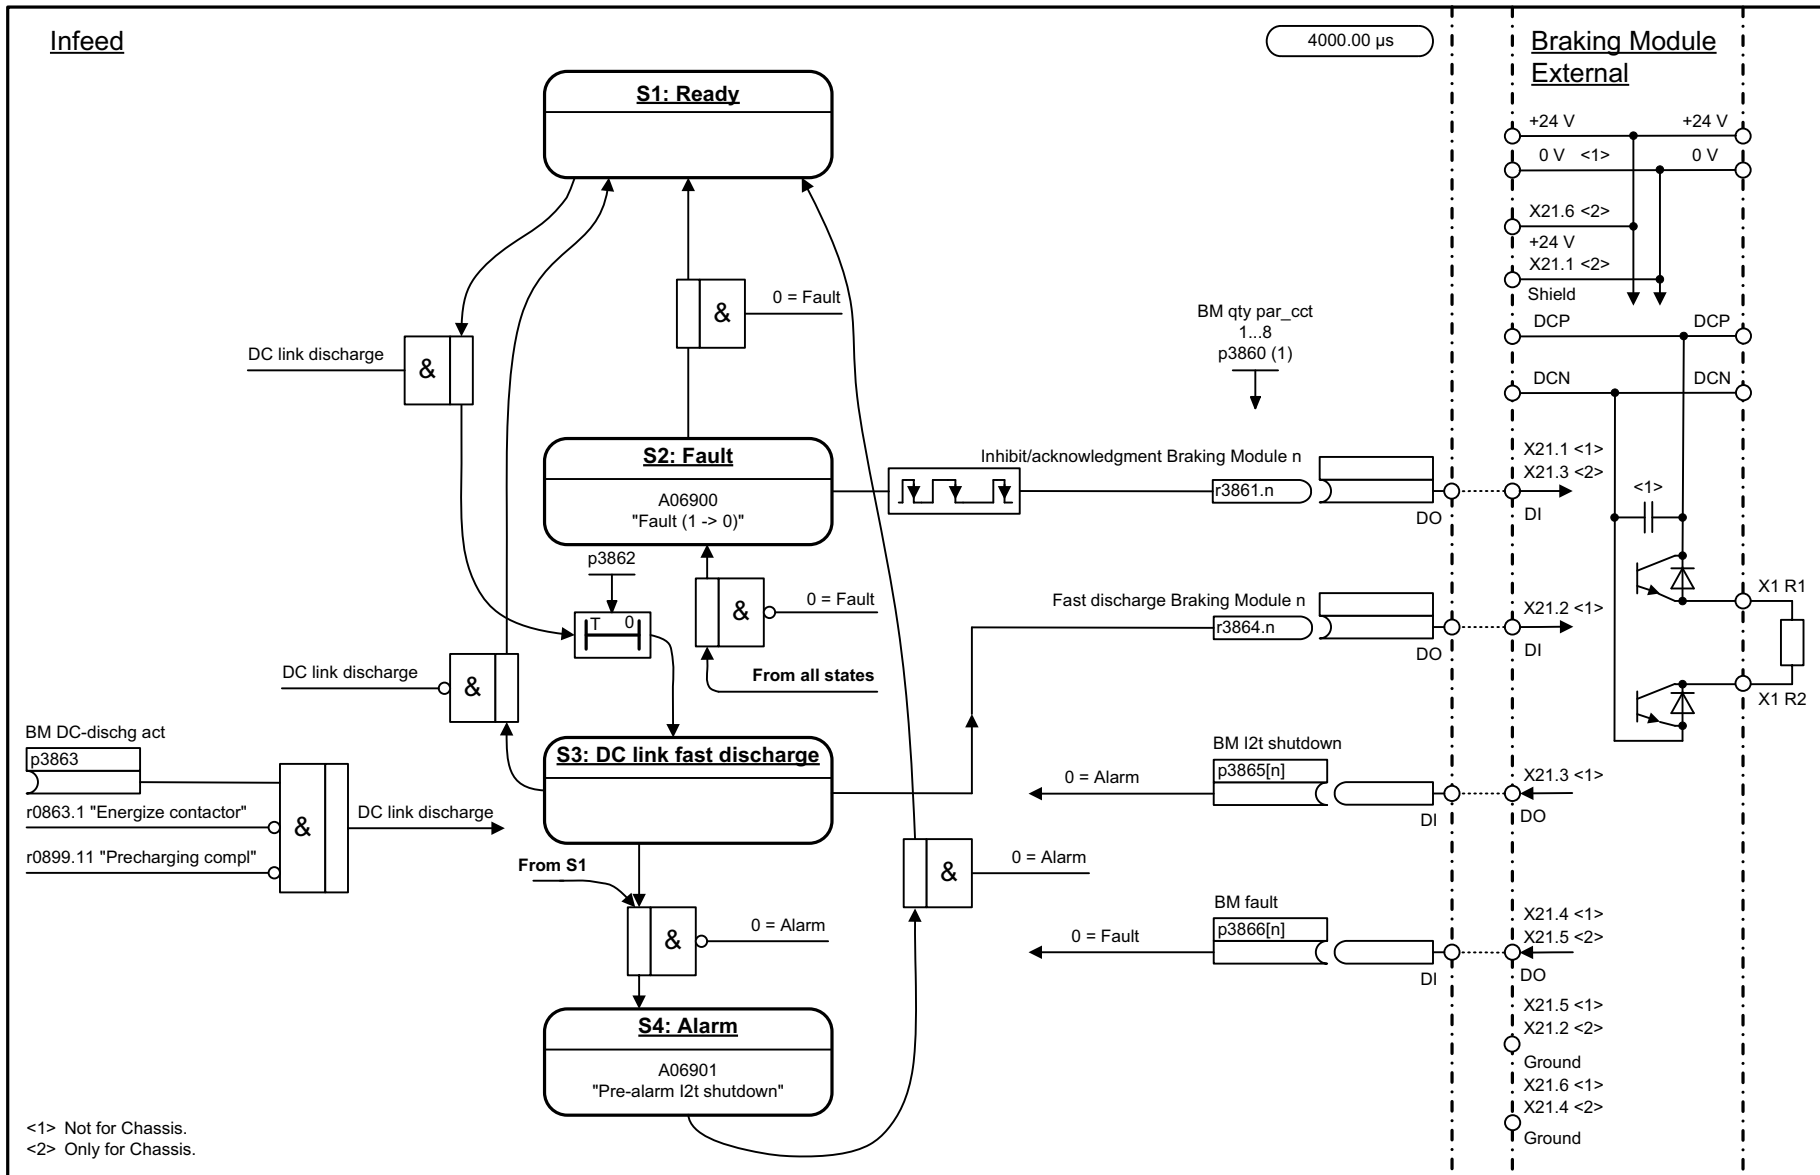 Infeed
4000.00 µs
Braking Module
External
S1: Ready
+24 V
+24 V
0 V <1>
0 V
X21.6 <2>
+24 V
X21.1 <2>
Shield
&
0 = Fault
BM qty par_cct
1...8
p3860 (1)
DCP
DCP
DC link discharge
&
DCN
DCN
S2: Fault
A06900
"Fault (1 -> 0)"
Inhibit/acknowledgment Braking Module n
r3861.n
DO
X21.1 <1>
X21.3 <2>
DI
<1>
p3862
T 0
&
0 = Fault
From all states
Fast discharge Braking Module n
r3864.n
DO
X21.2 <1>
DI
X1 R1
X1 R2
DC link discharge
&
BM DC-dischg act
p3863
r0863.1 "Energize contactor"
r0899.11 "Precharging compl"
&
DC link discharge
S3: DC link fast discharge
BM I2t shutdown
p3865[n]
0 = Alarm
DI
X21.3 <1>
DO
From S1
&
0 = Alarm
&
0 = Alarm
BM fault
p3866[n]
0 = Fault
DI
X21.4 <1>
X21.5 <2>
DO
X21.5 <1>
X21.2 <2>
Ground
X21.6 <1>
X21.4 <2>
Ground
S4: Alarm
A06901
"Pre-alarm I2t shutdown"
<1> Not for Chassis.
<2> Only for Chassis.